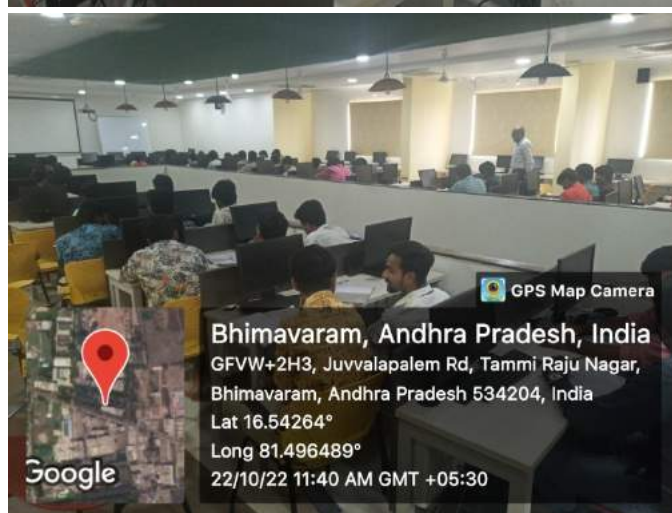 GPS Map Camera
Bhimavaram, Andhra Pradesh, India
GFVW+2H3, Juvvalapalem Rd, Tammi Raju Nagar,
Bhimavaram, Andhra Pradesh 534204, India
Lat 16.54264°
Long 81.496489°
22/10/22 11:40 AM GMT +05:30
Google